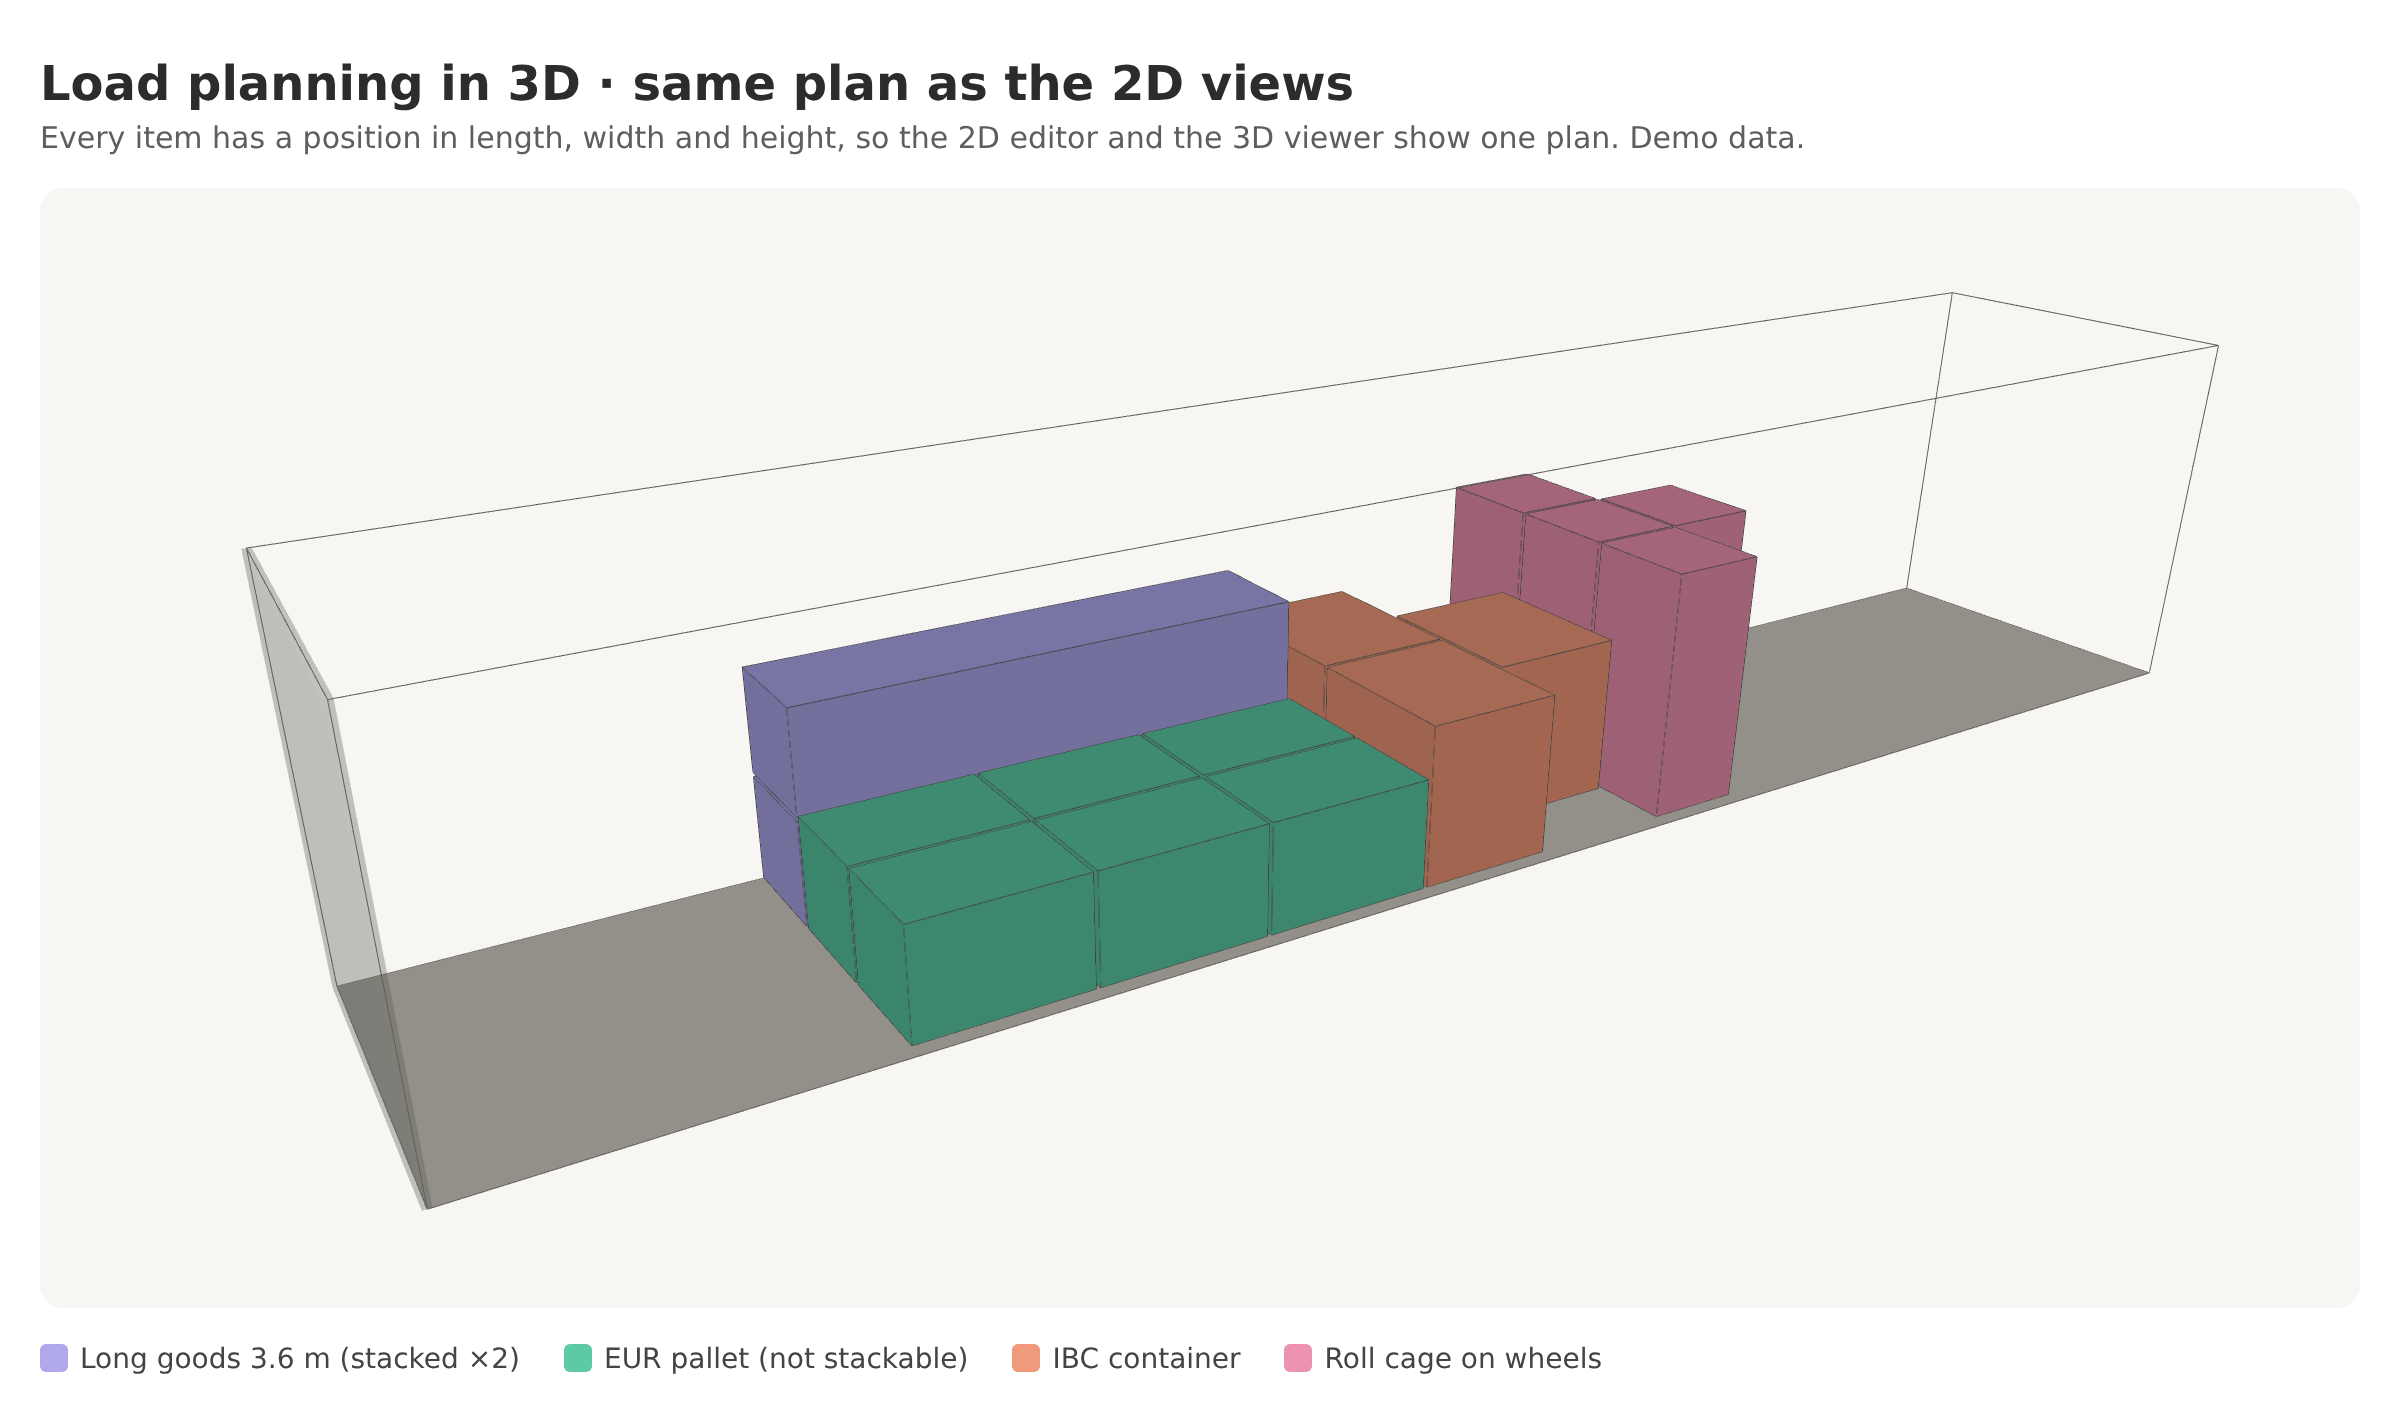 Load planning in 3D · same plan as the 2D views
Every item has a position in length, width and height, so the 2D editor and the 3D viewer show one plan. Demo data.
Long goods 3.6 m (stacked ×2)
EUR pallet (not stackable)
IBC container
Roll cage on wheels